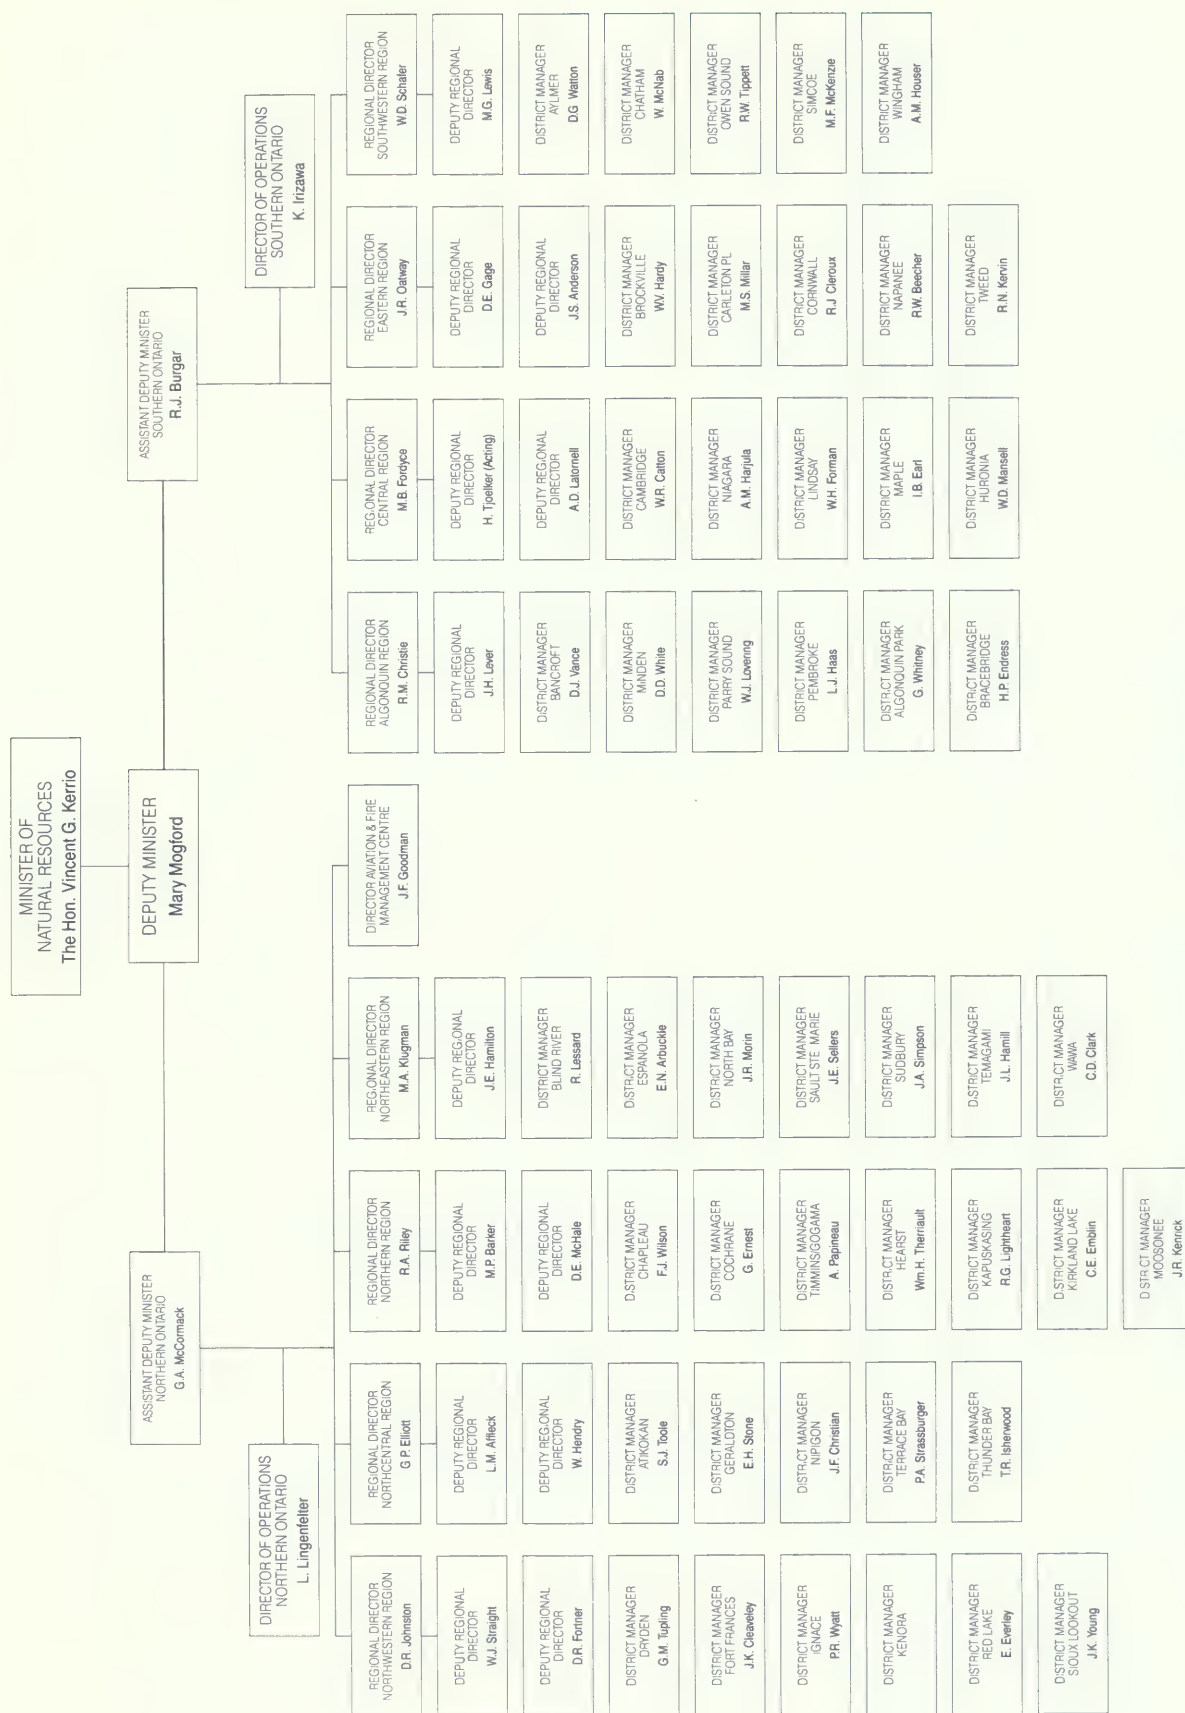 MINISTER OF
NATURAL RESOURCES
The Hon. Vincent G. Kerrio
DEPUTY MINISTER
Mary Mogford
ASSISTANT DEPUTY MINISTER
NORTHERN ONTARIO
G.A. McCormack
ASSISTANT DEPUTY MINISTER
SOUTHERN ONTARIO
R.J. Burgar
DIRECTOR OF OPERATIONS
NORTHERN ONTARIO
L. Lingenfelter
DIRECTOR OF OPERATIONS
SOUTHERN ONTARIO
K. Irizawa
REGIONAL DIRECTOR
NORTHWESTERN REGION
D.R. Johnston
DEPUTY REGIONAL
DIRECTOR
W.J. Straight
DEPUTY REGIONAL
DIRECTOR
D.R. Fortner
DISTRICT MANAGER
DRYDEN
G.M. Tupling
DISTRICT MANAGER
FORT FRANCES
J.K. Cleaveley
DISTRICT MANAGER
IGNACE
P.R. Wyatt
DISTRICT MANAGER
KENORA
DISTRICT MANAGER
RED LAKE
E. Everley
DISTRICT MANAGER
SIOUX LOOKOUT
J.K. Young
REGIONAL DIRECTOR
NORTHCENTRAL REGION
G P. Elliott
DEPUTY REGIONAL
DIRECTOR
L.M. Affleck
DEPUTY REGIONAL
DIRECTOR
W. Hendry
DISTRICT MANAGER
ATIKOKAN
S.J. Toole
DISTRICT MANAGER
GERALDTON
E.H. Stone
DISTRICT MANAGER
NIPIGON
J.F. Christian
DISTRICT MANAGER
TERRACE BAY
P.A. Strassburger
DISTRICT MANAGER
THUNDER BAY
T.R. Isherwood
REGIONAL DIRECTOR
NORTHERN REGION
R.A. Riley
DEPUTY REGIONAL
DIRECTOR
M.P. Barker
DEPUTY REGIONAL
DIRECTOR
D.E. McHale
DISTRICT MANAGER
CHAPLEAU
F.J. Wilson
DISTRICT MANAGER
COCHRANE
G. Ernest
DISTRICT MANAGER
TIMMINS/GOGAMA
A. Papineau
DISTRICT MANAGER
HEARST
Wm.H. Therriault
DISTRICT MANAGER
KAPUSKASING
R.G. Lightheart
DISTRICT MANAGER
KIRKLAND LAKE
C.E. Emblin
DISTRICT MANAGER
MOOSONEE
J.R. Kenrick
REGIONAL DIRECTOR
NORTHEASTERN REGION
M.A. Klugman
DEPUTY REGIONAL
DIRECTOR
J.E. Hamilton
DISTRICT MANAGER
BLIND RIVER
R. Lessard
DISTRICT MANAGER
ESPANOLA
E.N. Arbuckle
DISTRICT MANAGER
NORTH BAY
J.R. Morin
DISTRICT MANAGER
SAULT STE MARIE
J.E. Sellers
DISTRICT MANAGER
SUDBURY
J.A. Simpson
DISTRICT MANAGER
TEMAGAMI
J.L. Hamill
DISTRICT MANAGER
WAWA
C.D. Clark
DIRECTOR AVIATION & FIRE
MANAGEMENT CENTRE
J.F. Goodman
REGIONAL DIRECTOR
ALGONQUIN REGION
R.M. Christie
DEPUTY REGIONAL
DIRECTOR
J.H. Lever
DISTRICT MANAGER
BANCROFT
D.J. Vance
DISTRICT MANAGER
MINDEN
D.D. White
DISTRICT MANAGER
PARRY SOUND
W.J. Lovering
DISTRICT MANAGER
PEMBROKE
L J. Haas
DISTRICT MANAGER
ALGONQUIN PARK
G. Whitney
DISTRICT MANAGER
BRACEBRIDGE
H.P. Endress
REGIONAL DIRECTOR
CENTRAL REGION
M.B. Fordyce
DEPUTY REGIONAL
DIRECTOR
H. Tjoelker (Acting)
DEPUTY REGIONAL
DIRECTOR
A.D. Latornell
DISTRICT MANAGER
CAMBRIDGE
W.R. Catton
DISTRICT MANAGER
NIAGARA
A.M. Harjula
DISTRICT MANAGER
LINDSAY
W.H. Forman
DISTRICT MANAGER
MAPLE
I.B. Earl
DISTRICT MANAGER
HURONIA
W.D. Mansell
REGIONAL DIRECTOR
EASTERN REGION
J.R. Oatway
DEPUTY REGIONAL
DIRECTOR
D.E. Gage
DEPUTY REGIONAL
DIRECTOR
J.S. Anderson
DISTRICT MANAGER
BROCKVILLE
W.V. Hardy
DISTRICT MANAGER
CARLETON PL
M.S. Millar
DISTRICT MANAGER
CORNWALL
R.J Cleroux
DISTRICT MANAGER
NAPANEE
R.W. Beecher
DISTRICT MANAGER
TWEED
R.N. Kervin
REGIONAL DIRECTOR
SOUTHWESTERN REGION
W.D. Schafer
DEPUTY REGIONAL
DIRECTOR
M.G. Lewis
DISTRICT MANAGER
AYLMER
D.G Watton
DISTRICT MANAGER
CHATHAM
W. McNab
DISTRICT MANAGER
OWEN SOUND
R.W. Tippett
DISTRICT MANAGER
SIMCOE
M.F. McKenzie
DISTRICT MANAGER
WINGHAM
A.M. Houser